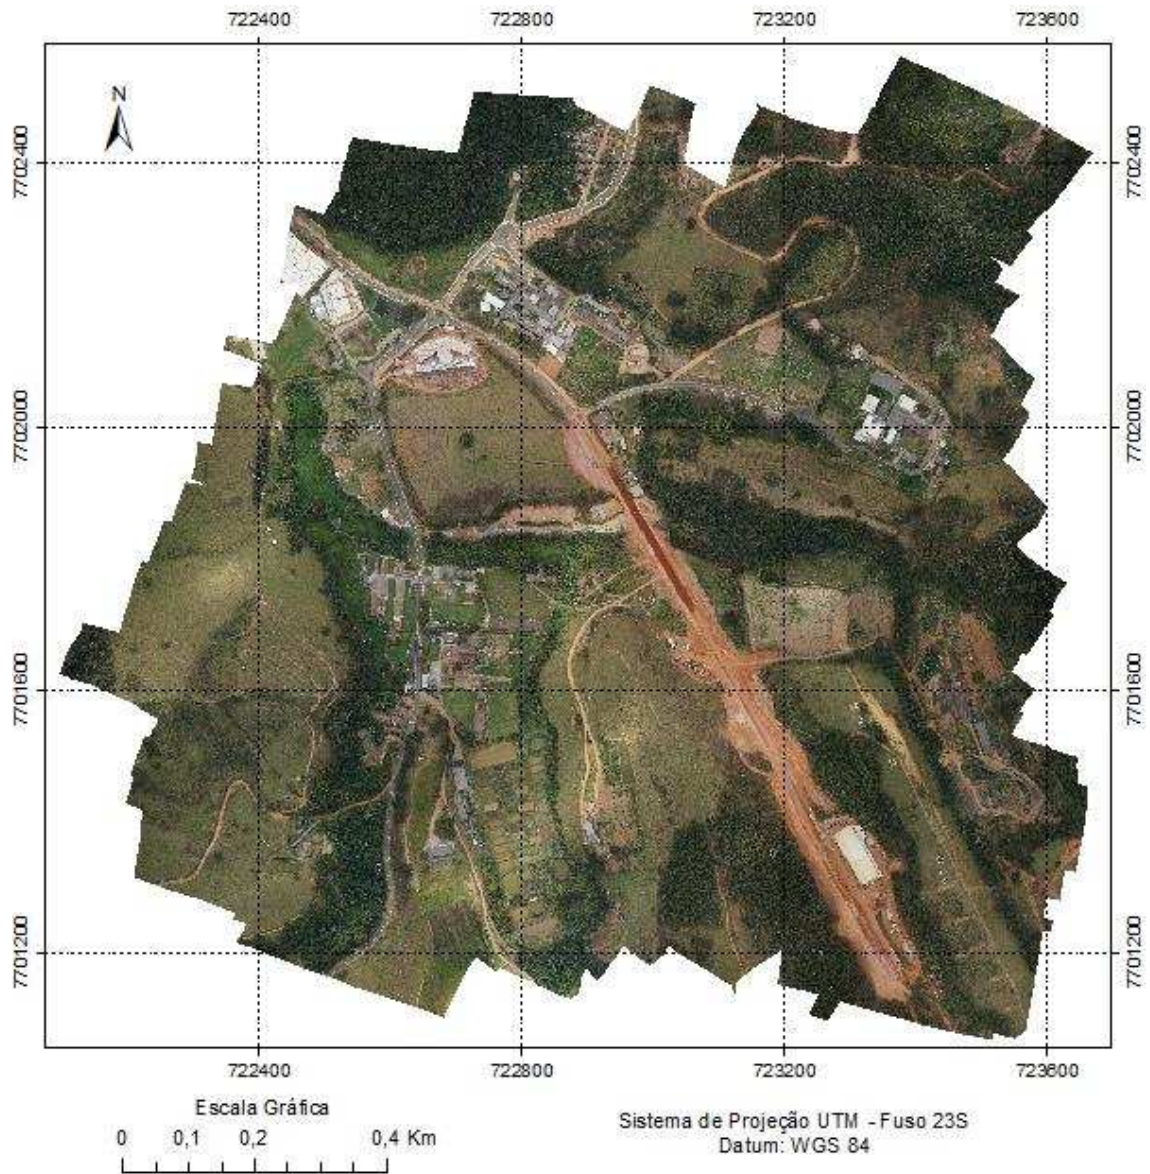 722400 722800 723200 723600
N
7702400 7702400
7702000 7702000
7701600 7701600
7701200 7701200
722400 722800 723200 723600
Escala Gráfica
0 0,1 0,2 0,4 Km
Sistema de Projeção UTM - Fuso 23S
Datum: WGS 84